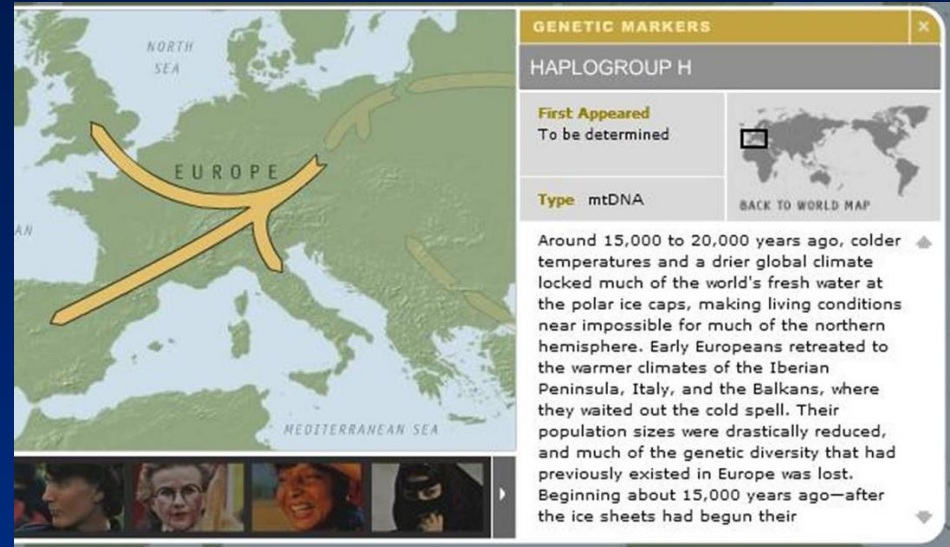 NORTH
SEA
EUROPE
AN
MEDITERRANEAN SEA
GENETIC MARKERS
HAPLOGROUP H
First Appeared
To be determined
Type mtDNA
BACK TO WORLD MAP
Around 15,000 to 20,000 years ago, colder
temperatures and a drier global climate
locked much of the world's fresh water at
the polar ice caps, making living conditions
near impossible for much of the northern
hemisphere. Early Europeans retreated to
the warmer climates of the Iberian
Peninsula, Italy, and the Balkans, where
they waited out the cold spell. Their
population sizes were drastically reduced,
and much of the genetic diversity that had
previously existed in Europe was lost.
Beginning about 15,000 years ago—after
the ice sheets had begun their